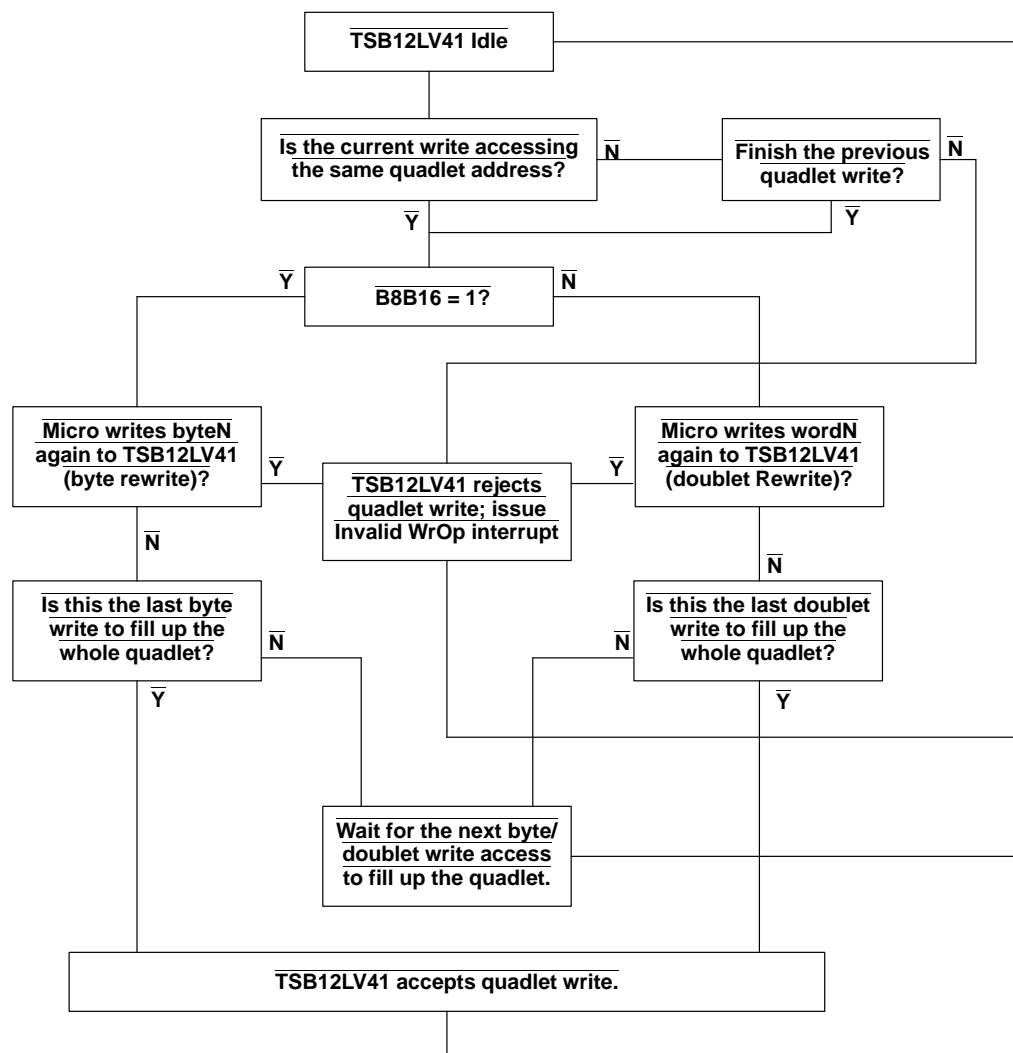 TSB12LV41 Idle
Is the current write accessing
the same quadlet address?
N
Finish the previous
quadlet write?
N
Y
Y
Y
B8B16 = 1?
N
Micro writes byteN
again to TSB12LV41
(byte rewrite)?
Y
TSB12LV41 rejects
quadlet write; issue
Invalid WrOp interrupt
Y
Micro writes wordN
again to TSB12LV41
(doublet Rewrite)?
N
N
Is this the last byte
write to fill up the
whole quadlet?
N
N
Is this the last doublet
write to fill up the
whole quadlet?
Y
Y
Wait for the next byte/
doublet write access
to fill up the quadlet.
TSB12LV41 accepts quadlet write.